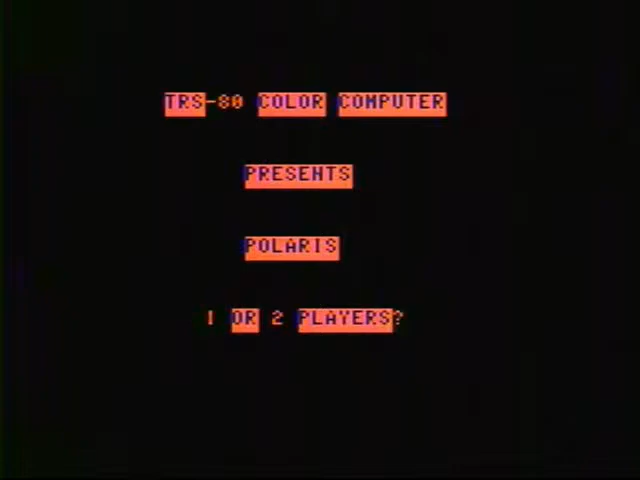 TRS-80 COLOR COMPUTER
PRESENTS
POLARIS
1 OR 2 PLAYERS?